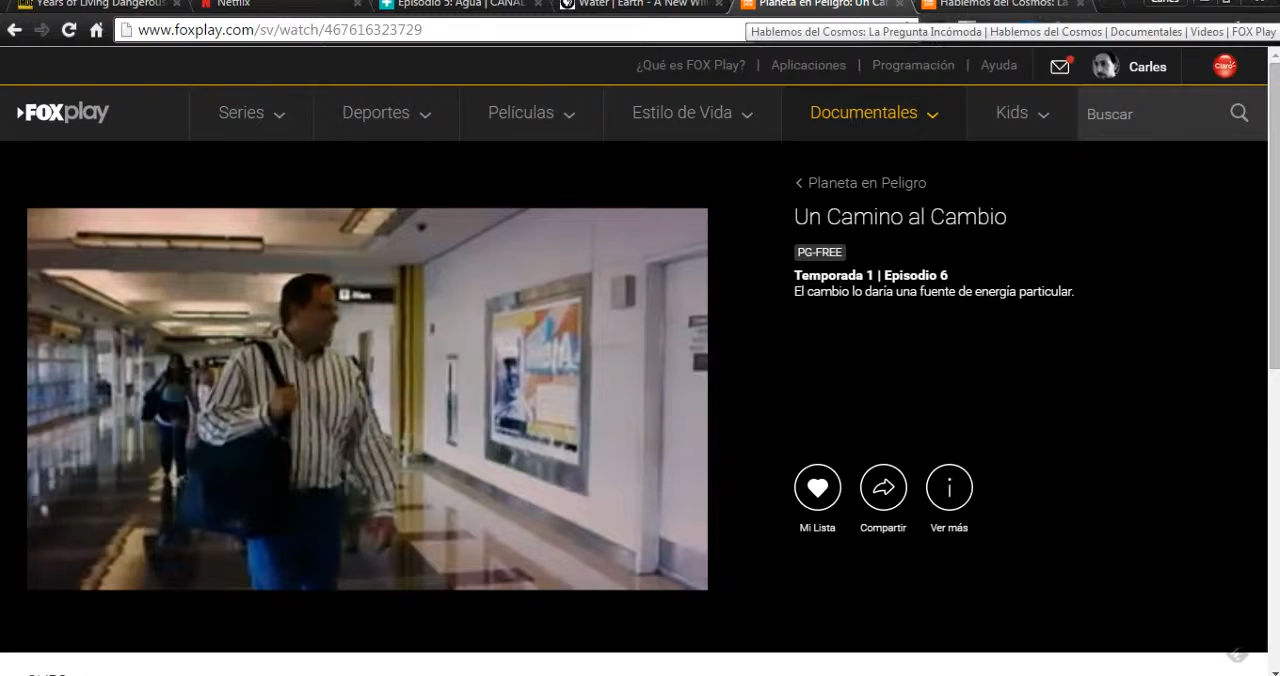 Years of Living Dangerous
Netflix
Episodio 5: Agua | CANAL
Water | Earth - A New Wil
Planeta en Peligro: Un Ca
Hablemos del Cosmos: La
Carles
www.foxplay.com/sv/watch/467616323729
Hablemos del Cosmos: La Pregunta Incómoda | Hablemos del Cosmos | Documentales | Videos | FOX Play
¿Qué es FOX Play? | Aplicaciones | Programación | Ayuda
Carles
Claro
FOXplay
Series
Deportes
Películas
Estilo de Vida
Documentales
Kids
Buscar
Planeta en Peligro
Un Camino al Cambio
PG-FREE
Temporada 1 | Episodio 6
El cambio lo daría una fuente de energía particular.
Mi Lista
Compartir
Ver más